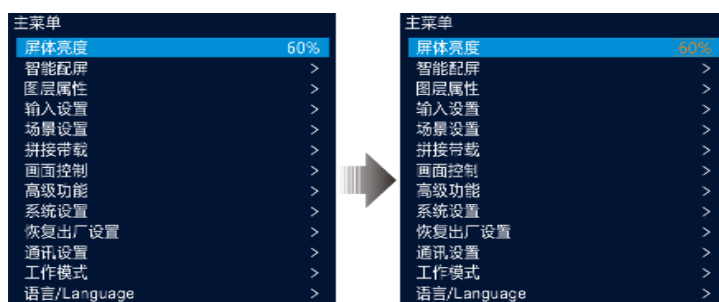 主菜单
屏体亮度 60%
智能配屏 >
图层属性 >
输入设置 >
场景设置 >
拼接带载 >
画面控制 >
高级功能 >
系统设置 >
恢复出厂设置 >
通讯设置 >
工作模式 >
语言/Language >
主菜单
屏体亮度 60%
智能配屏 >
图层属性 >
输入设置 >
场景设置 >
拼接带载 >
画面控制 >
高级功能 >
系统设置 >
恢复出厂设置 >
通讯设置 >
工作模式 >
语言/Language >